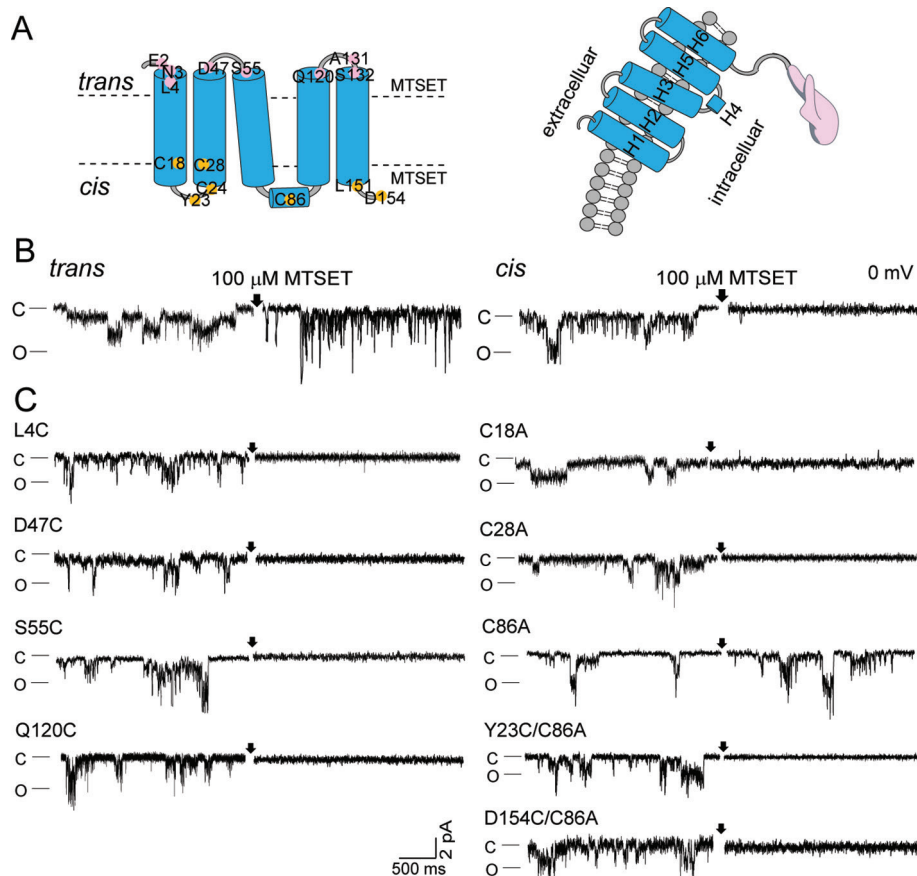 A
E2
N3
L4
D47
S55
Q120
A131
S132
trans
MTSET
C18
C28
cis
MTSET
C24
Y23
C86
L151
D154
extracelluar
intracelluar
H1
H2
H3
H4
H5
H6
B
trans
100 μM MTSET
C
O
cis
100 μM MTSET
0 mV
C
O
C
L4C
C
O
D47C
C
O
S55C
C
O
Q120C
C
O
2 pA
500 ms
C18A
C
O
C28A
C
O
C86A
C
O
Y23C/C86A
C
O
D154C/C86A
C
O